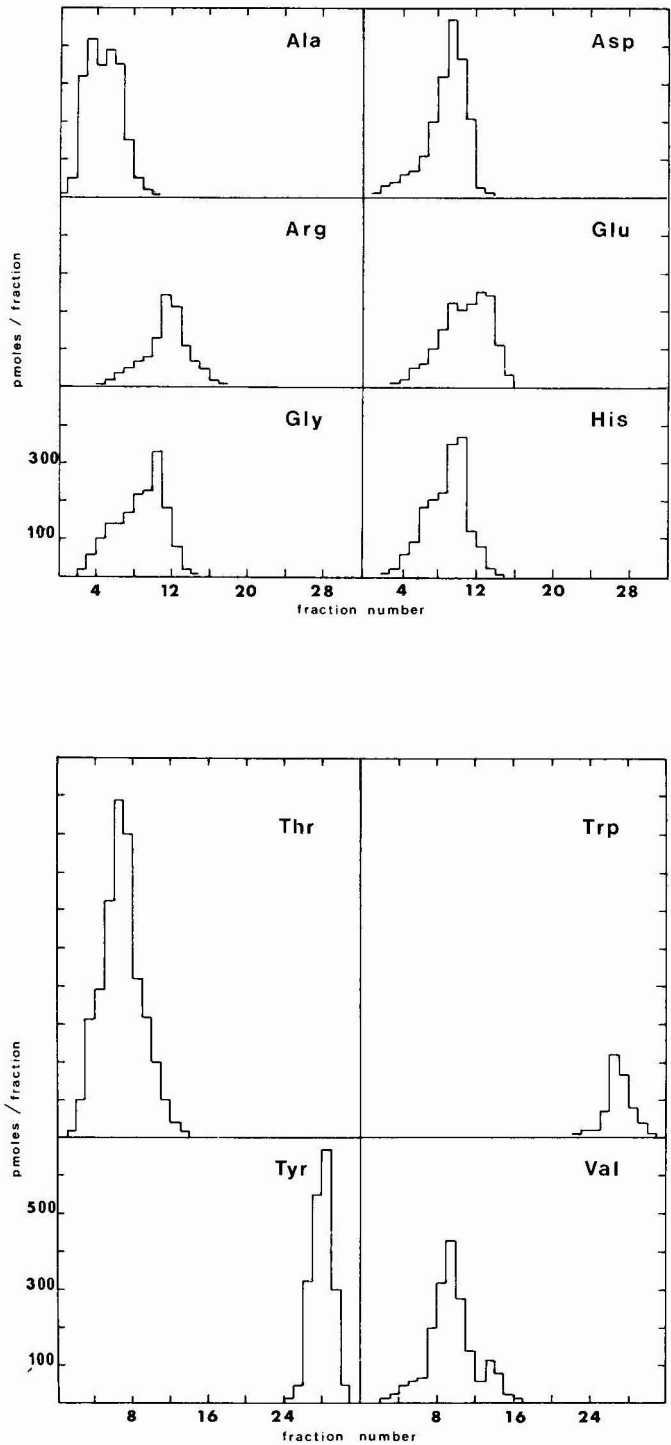 Ala Asp
Arg Glu
pmoles / fraction
Gly His
300
100
4 12 20 28 4 12 20 28
fraction number
Thr Trp
pmoles / fraction
Tyr Val
500
300
100
8 16 24 8 16 24
fraction number